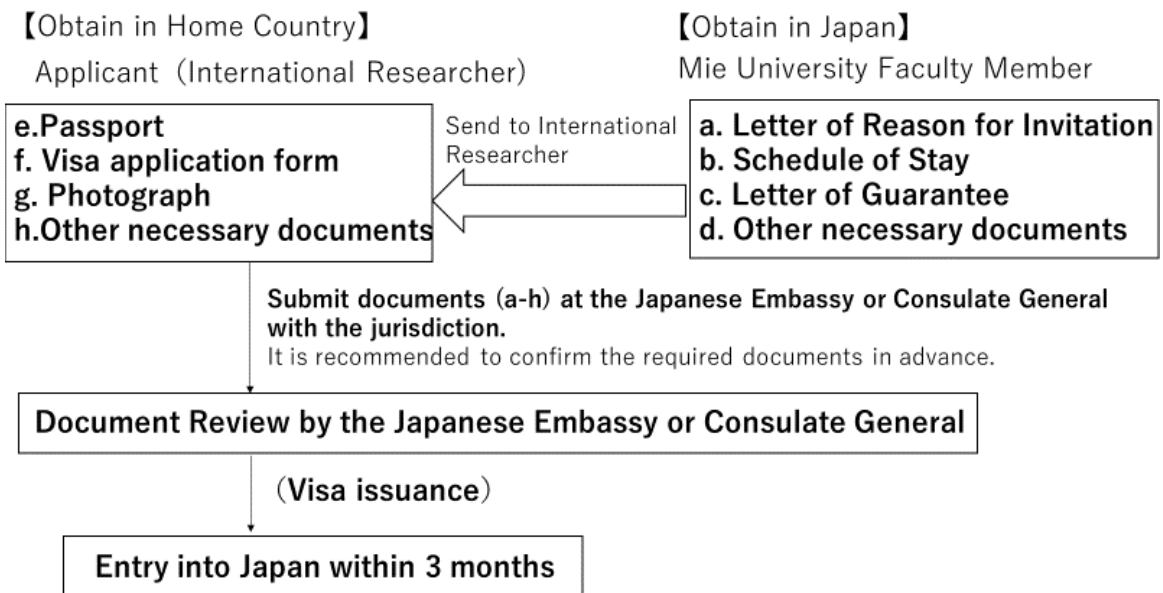 【Obtain in Home Country】
Applicant（International Researcher）
e.Passport
f. Visa application form
g. Photograph
h.Other necessary documents
Send to International
Researcher
【Obtain in Japan】
Mie University Faculty Member
a. Letter of Reason for Invitation
b. Schedule of Stay
c. Letter of Guarantee
d. Other necessary documents
Submit documents (a-h) at the Japanese Embassy or Consulate General
with the jurisdiction.
It is recommended to confirm the required documents in advance.
Document Review by the Japanese Embassy or Consulate General
（Visa issuance）
Entry into Japan within 3 months